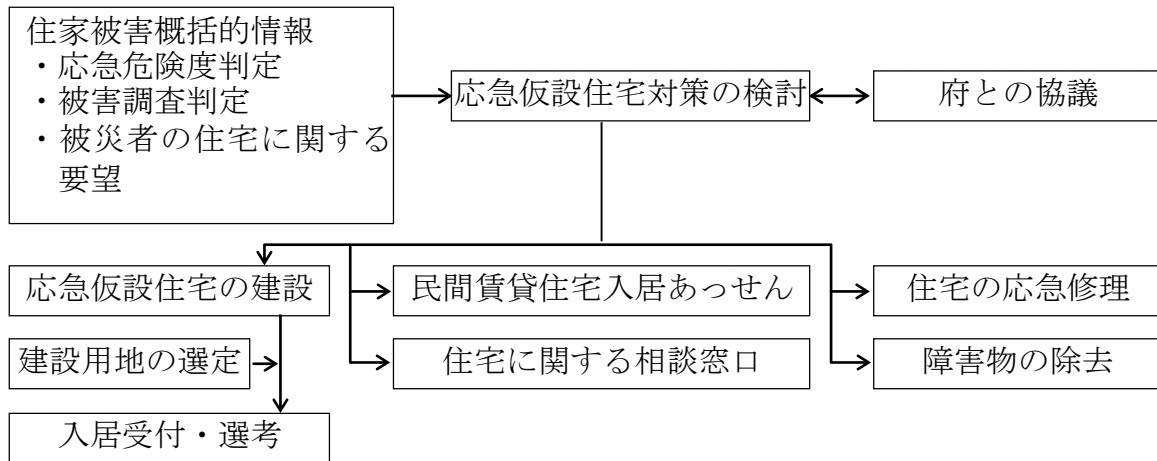 住家被害概括的情報
・応急危険度判定
・被害調査判定
・被災者の住宅に関する
要望
応急仮設住宅対策の検討
府との協議
応急仮設住宅の建設
民間賃貸住宅入居あっせん
住宅の応急修理
建設用地の選定
住宅に関する相談窓口
障害物の除去
入居受付・選考